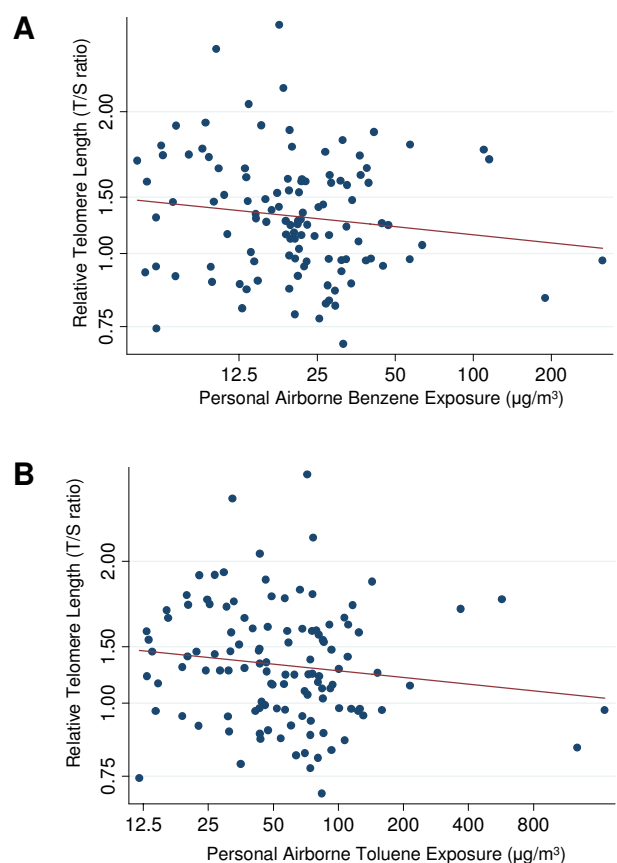 A
Relative Telomere Length (T/S ratio)
2.00
1.50
1.00
0.75
12.5 25 50 100 200
Personal Airborne Benzene Exposure (µg/m³)
B
Relative Telomere Length (T/S ratio)
2.00
1.50
1.00
0.75
12.5 25 50 100 200 400 800
Personal Airborne Toluene Exposure (µg/m³)